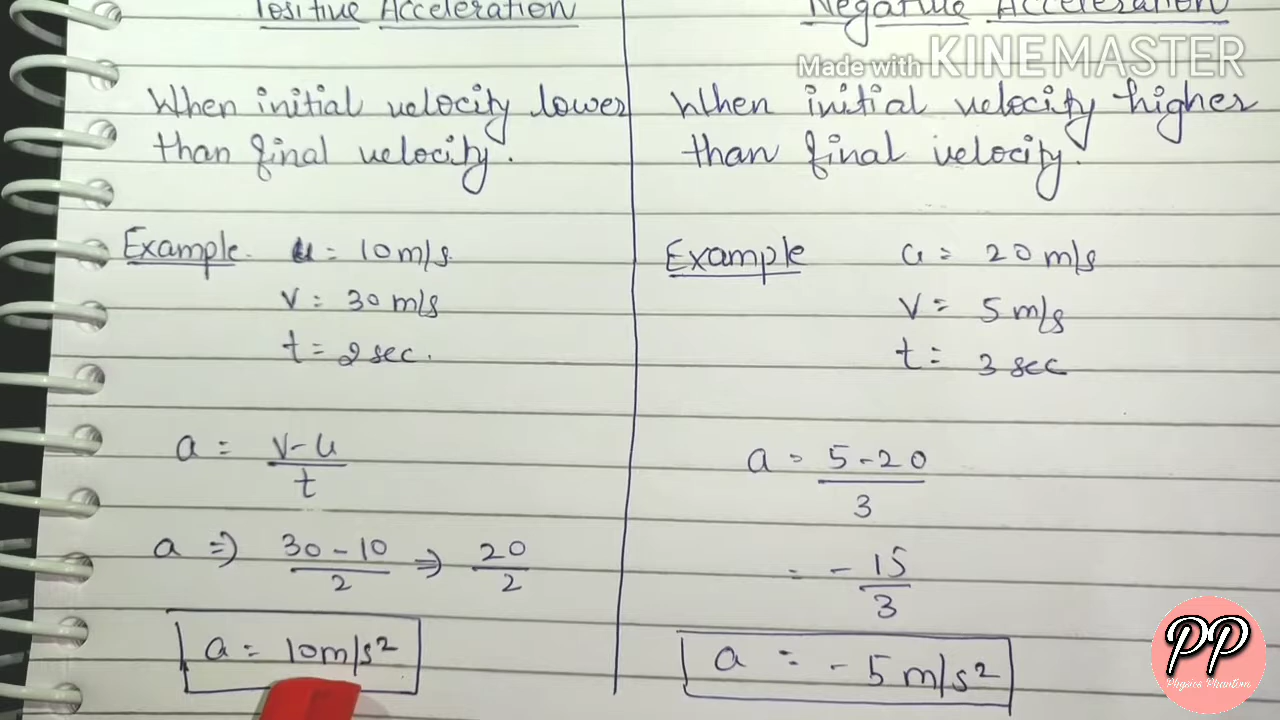 Positive Acceleration
When initial velocity lower
than final velocity.
Example. u = 10 m/s.
v = 30 m/s
t = 2 sec.
a = v-u / t
a => 30 - 10 / 2 => 20 / 2
a = 10 m/s²
Negative Acceleration
When initial velocity higher
than final velocity.
Example u = 20 m/s
v = 5 m/s
t = 3 sec
a = 5 - 20 / 3
= - 15 / 3
a = - 5 m/s²
Made with KINEMASTER
PP
Physics Phantom